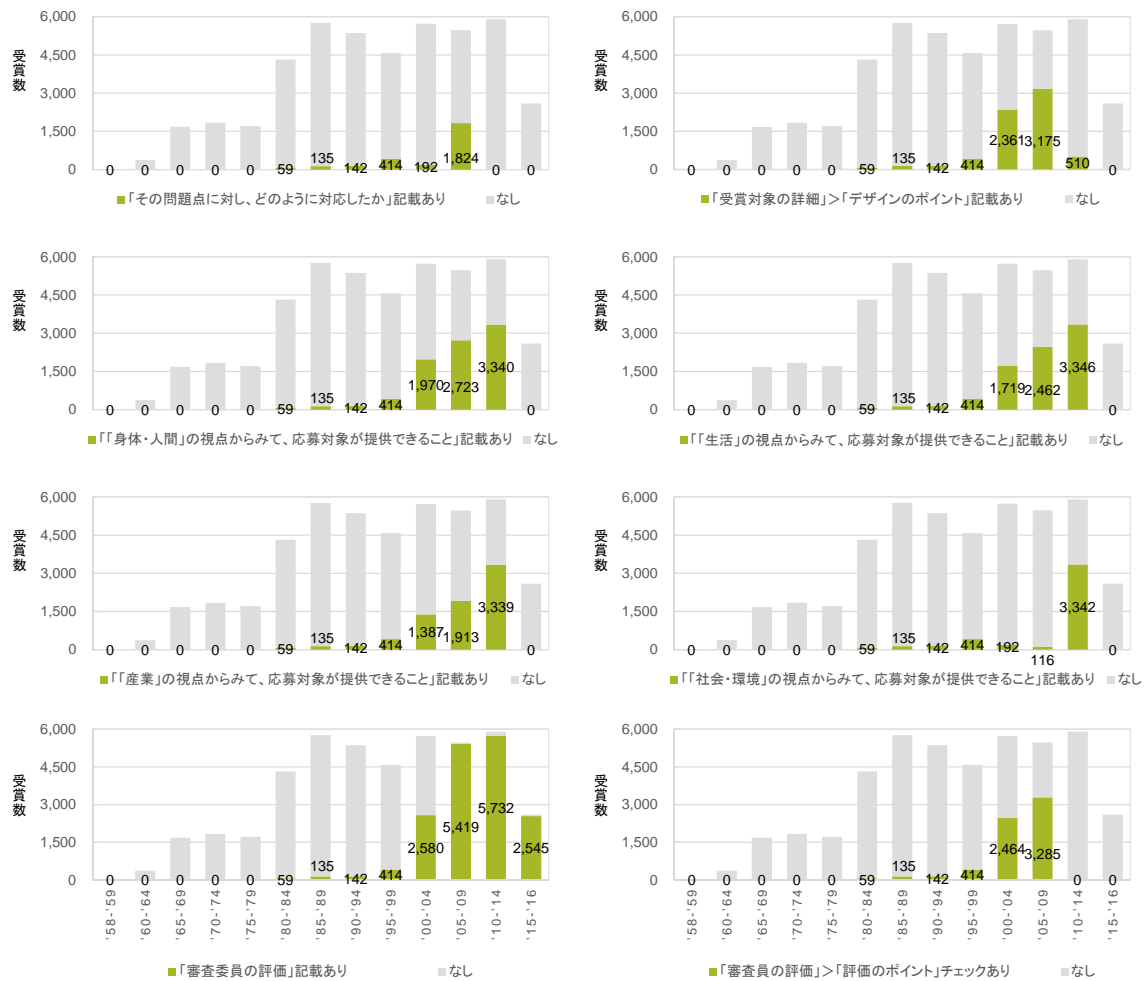 6,000
4,500
3,000
1,500
0
受賞数
0 0 0 0 0 59 135 142 414 192 1,824 0 0
■「その問題点に対し、どのように対応したか」記載あり ■なし
6,000
4,500
3,000
1,500
0
受賞数
0 0 0 0 0 59 135 142 414 2,361 3,175 510 0
■「受賞対象の詳細」＞「デザインのポイント」記載あり ■なし
6,000
4,500
3,000
1,500
0
受賞数
0 0 0 0 0 59 135 142 414 1,970 2,723 3,340 0
■「「身体・人間」の視点からみて、応募対象が提供できること」記載あり ■なし
6,000
4,500
3,000
1,500
0
受賞数
0 0 0 0 0 59 135 142 414 1,719 2,462 3,346 0
■「「生活」の視点からみて、応募対象が提供できること」記載あり ■なし
6,000
4,500
3,000
1,500
0
受賞数
0 0 0 0 0 59 135 142 414 1,387 1,913 3,339 0
■「「産業」の視点からみて、応募対象が提供できること」記載あり ■なし
6,000
4,500
3,000
1,500
0
受賞数
0 0 0 0 0 59 135 142 414 192 116 3,342 0
■「「社会・環境」の視点からみて、応募対象が提供できること」記載あり ■なし
6,000
4,500
3,000
1,500
0
受賞数
0 0 0 0 0 59 135 142 414 2,580 5,419 5,732 2,545
'58-'59 '60-'64 '65-'69 '70-'74 '75-'79 '80-'84 '85-'89 '90-'94 '95-'99 '00-'04 '05-'09 '10-'14 '15-'16
■「審査委員の評価」記載あり ■なし
6,000
4,500
3,000
1,500
0
受賞数
0 0 0 0 0 59 135 142 414 2,464 3,285 0 0
'58-'59 '60-'64 '65-'69 '70-'74 '75-'79 '80-'84 '85-'89 '90-'94 '95-'99 '00-'04 '05-'09 '10-'14 '15-'16
■「審査員の評価」＞「評価のポイント」チェックあり ■なし